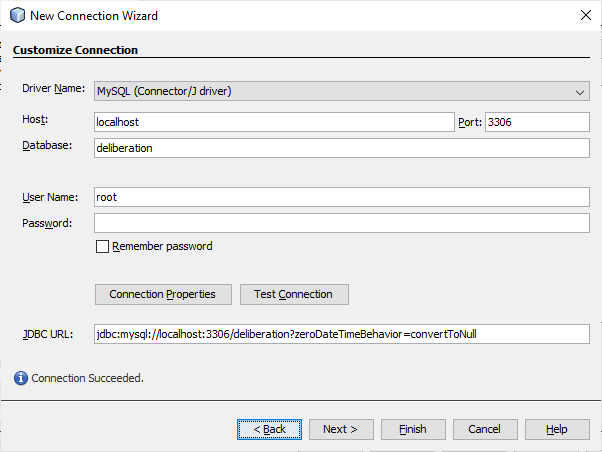 New Connection Wizard
Customize Connection
Driver Name: MySQL (Connector/J driver)
Host: localhost Port: 3306
Database: deliberation
User Name: root
Password:
Remember password
Connection Properties Test Connection
JDBC URL: jdbc:mysql://localhost:3306/deliberation?zeroDateTimeBehavior=convertToNull
Connection Succeeded.
< Back Next > Finish Cancel Help